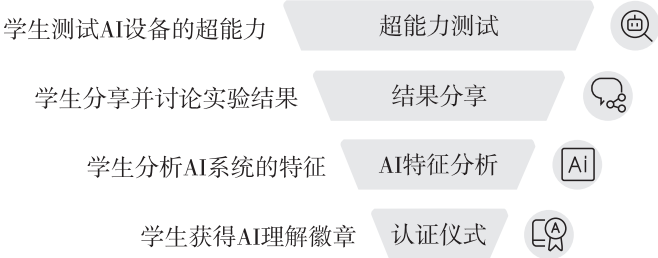 学生测试AI设备的超能力 超能力测试
学生分享并讨论实验结果 结果分享
学生分析AI系统的特征 AI特征分析 Ai
学生获得AI理解徽章 认证仪式 A